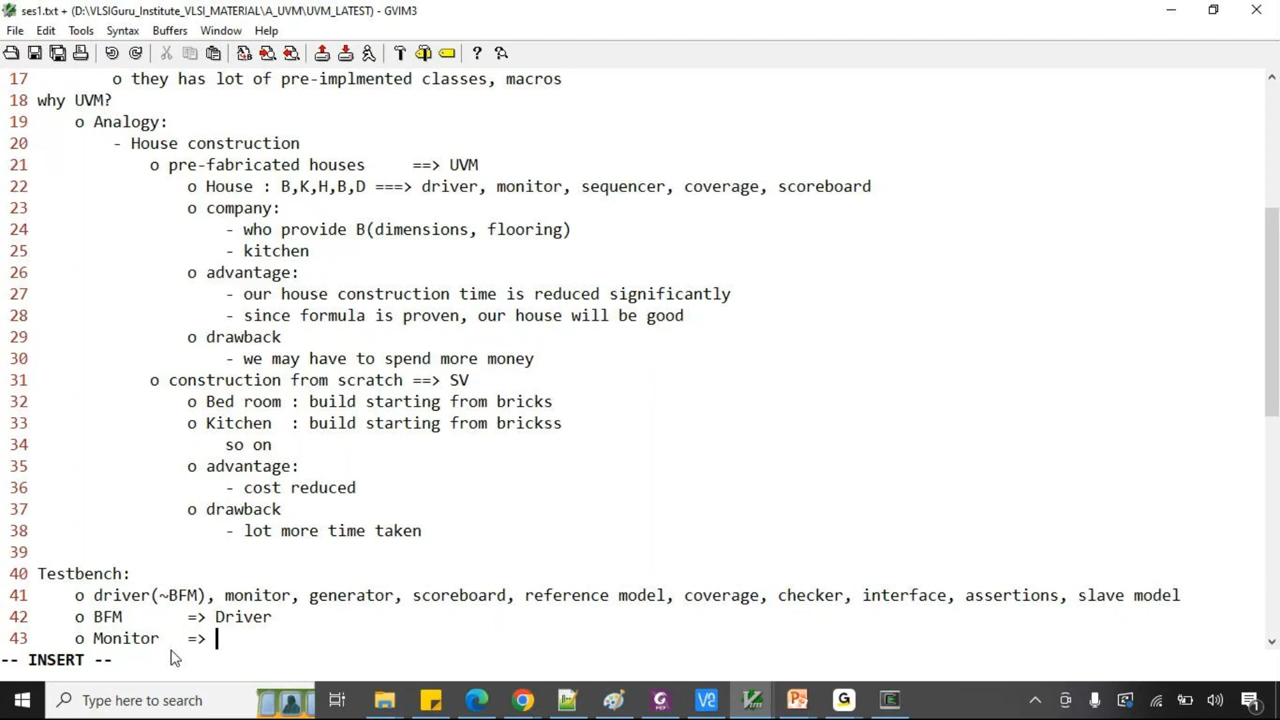 ses1.txt + (D:\VLSIGuru_Institute_VLSI_MATERIAL\A_UVM\UVM_LATEST) - GVIM3
File Edit Tools Syntax Buffers Window Help
17 o they has lot of pre-implmented classes, macros
18 why UVM?
19 o Analogy:
20 - House construction
21 o pre-fabricated houses ==> UVM
22 o House : B,K,H,B,D ===> driver, monitor, sequencer, coverage, scoreboard
23 o company:
24 - who provide B(dimensions, flooring)
25 - kitchen
26 o advantage:
27 - our house construction time is reduced significantly
28 - since formula is proven, our house will be good
29 o drawback
30 - we may have to spend more money
31 o construction from scratch ==> SV
32 o Bed room : build starting from bricks
33 o Kitchen : build starting from brickss
34 so on
35 o advantage:
36 - cost reduced
37 o drawback
38 - lot more time taken
39
40 Testbench:
41 o driver(~BFM), monitor, generator, scoreboard, reference model, coverage, checker, interface, assertions, slave model
42 o BFM => Driver
43 o Monitor =>
-- INSERT --
Type here to search